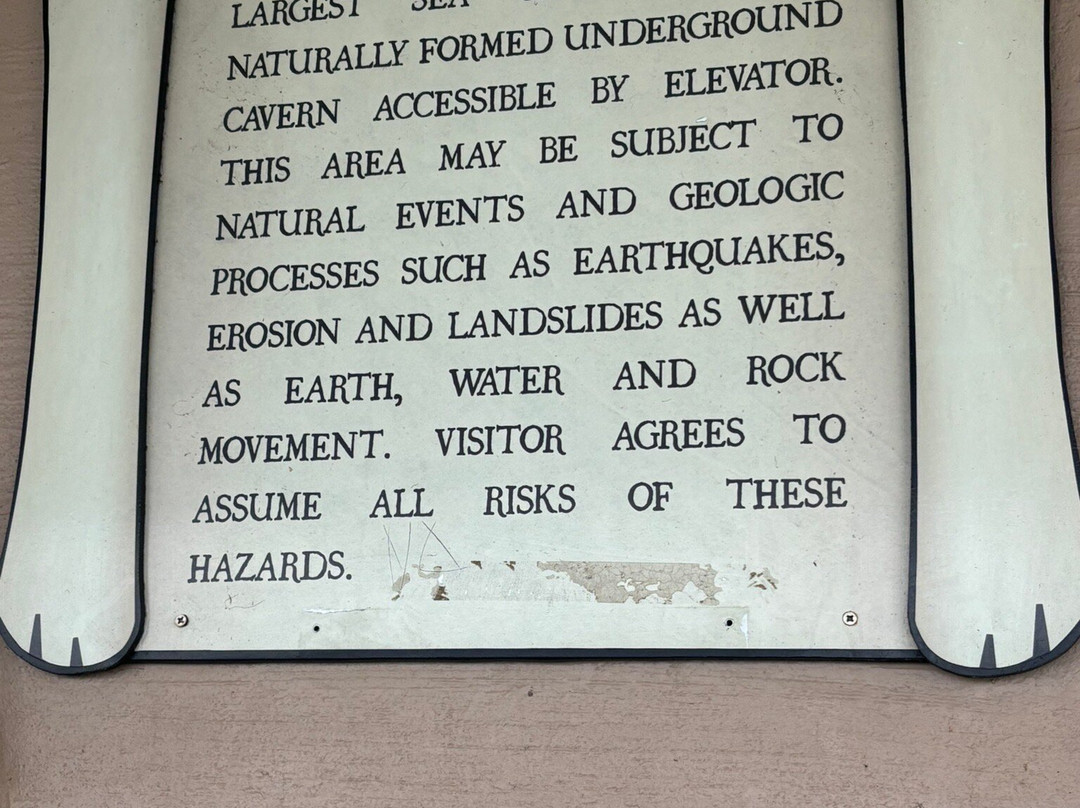 LARGEST SEA
NATURALLY FORMED UNDERGROUND
CAVERN ACCESSIBLE BY ELEVATOR.
THIS AREA MAY BE SUBJECT TO
NATURAL EVENTS AND GEOLOGIC
PROCESSES SUCH AS EARTHQUAKES,
EROSION AND LANDSLIDES AS WELL
AS EARTH, WATER AND ROCK
MOVEMENT. VISITOR AGREES TO
ASSUME ALL RISKS OF THESE
HAZARDS.